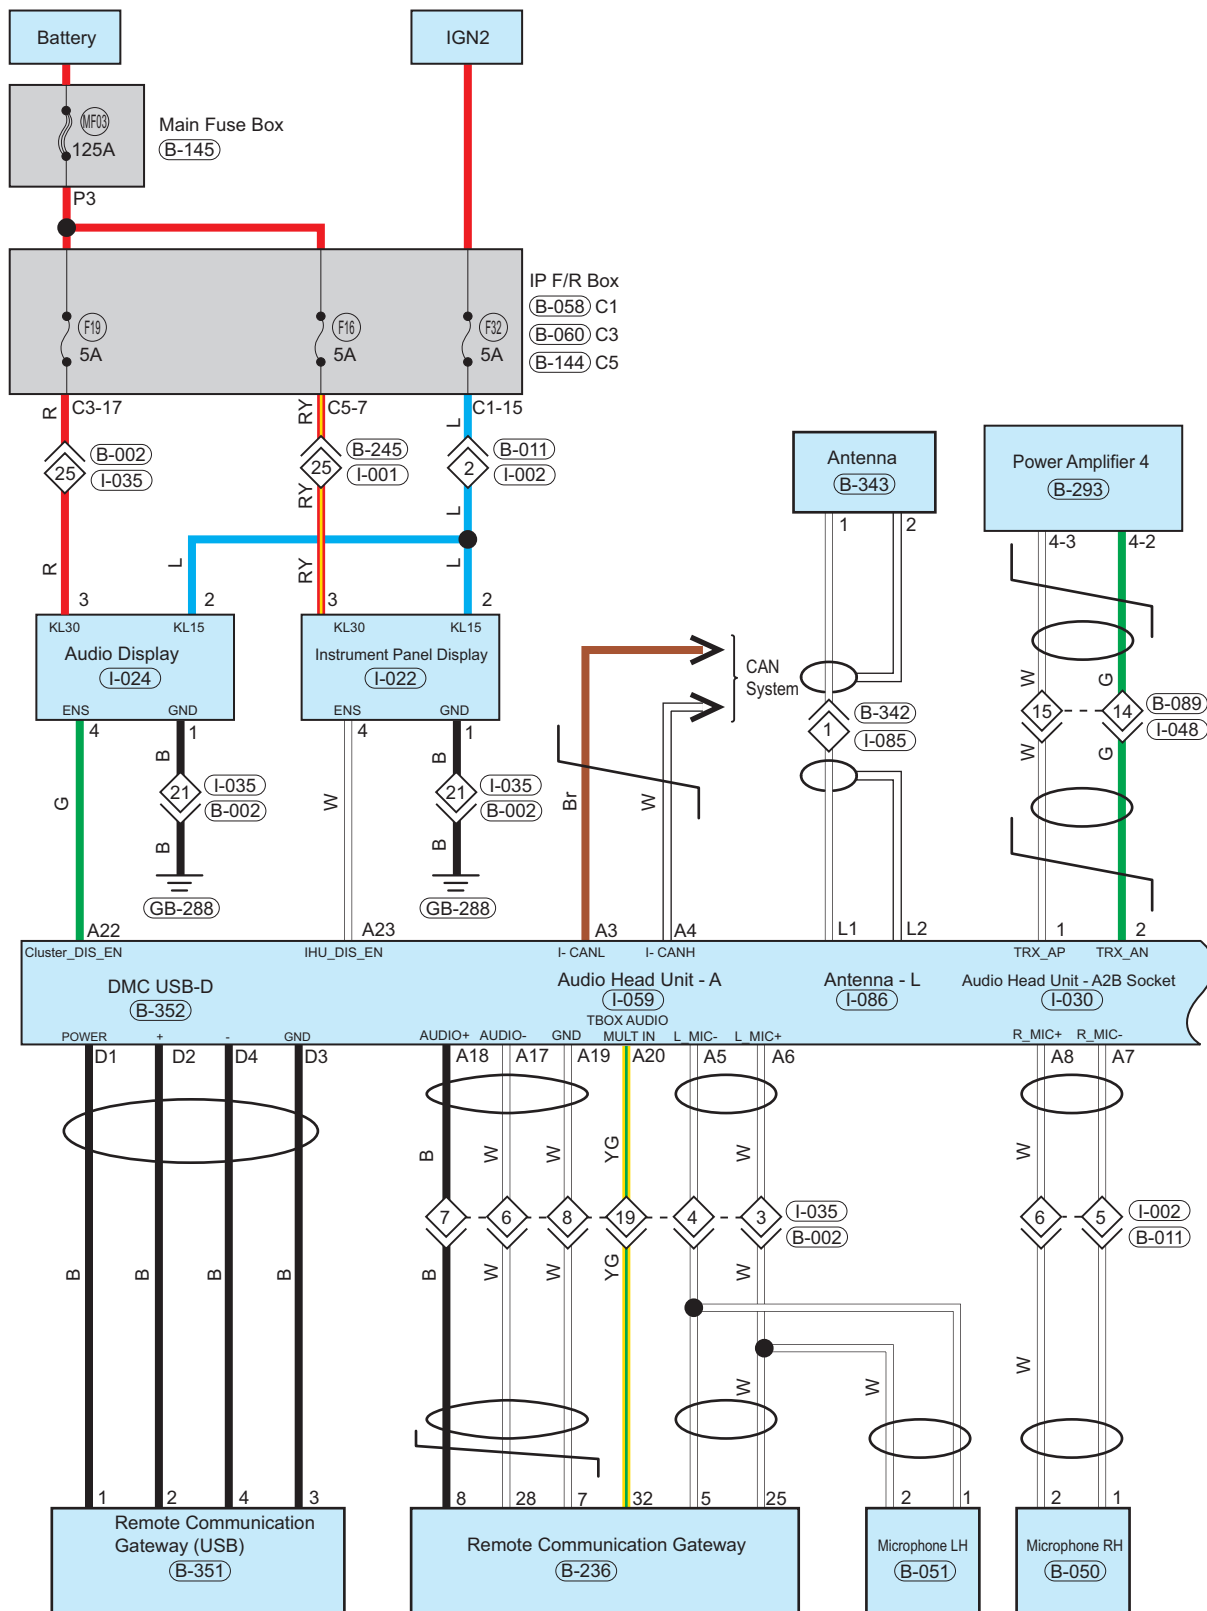 Battery
IGN2
MF03
125A
Main Fuse Box
B-145
P3
IP F/R Box
B-058 C1
B-060 C3
B-144 C5
F19
5A
F16
5A
F32
5A
R
C3-17
RY
C5-7
L
C1-15
25
B-002
I-035
25
B-245
I-001
2
B-011
I-002
RY
L
R
L
RY
L
3
2
3
2
KL30
KL15
KL30
KL15
Audio Display
I-024
Instrument Panel Display
I-022
ENS
GND
ENS
GND
4
1
4
1
B
B
21
I-035
B-002
21
I-035
B-002
G
W
B
B
GB-288
GB-288
CAN
System
Br
W
Antenna
B-343
1
2
1
B-342
I-085
Power Amplifier 4
B-293
4-3
4-2
W
G
15
14
B-089
I-048
W
G
A22
A23
A3
A4
L1
L2
1
2
Cluster_DIS_EN
IHU_DIS_EN
I- CANL
I- CANH
TRX_AP
TRX_AN
DMC USB-D
B-352
Audio Head Unit - A
I-059
Antenna - L
I-086
Audio Head Unit - A2B Socket
I-030
TBOX AUDIO
POWER
+
-
GND
AUDIO+
AUDIO-
GND
MULT IN
L_MIC-
L_MIC+
R_MIC+
R_MIC-
D1
D2
D4
D3
A18
A17
A19
A20
A5
A6
A8
A7
B
W
W
YG
W
W
7
6
8
19
4
3
I-035
B-002
6
5
I-002
B-011
B
B
B
B
B
W
W
YG
W
W
W
W
1
2
4
3
8
28
7
32
5
25
2
1
2
1
Remote Communication
Gateway (USB)
B-351
Remote Communication Gateway
B-236
Microphone LH
B-051
Microphone RH
B-050